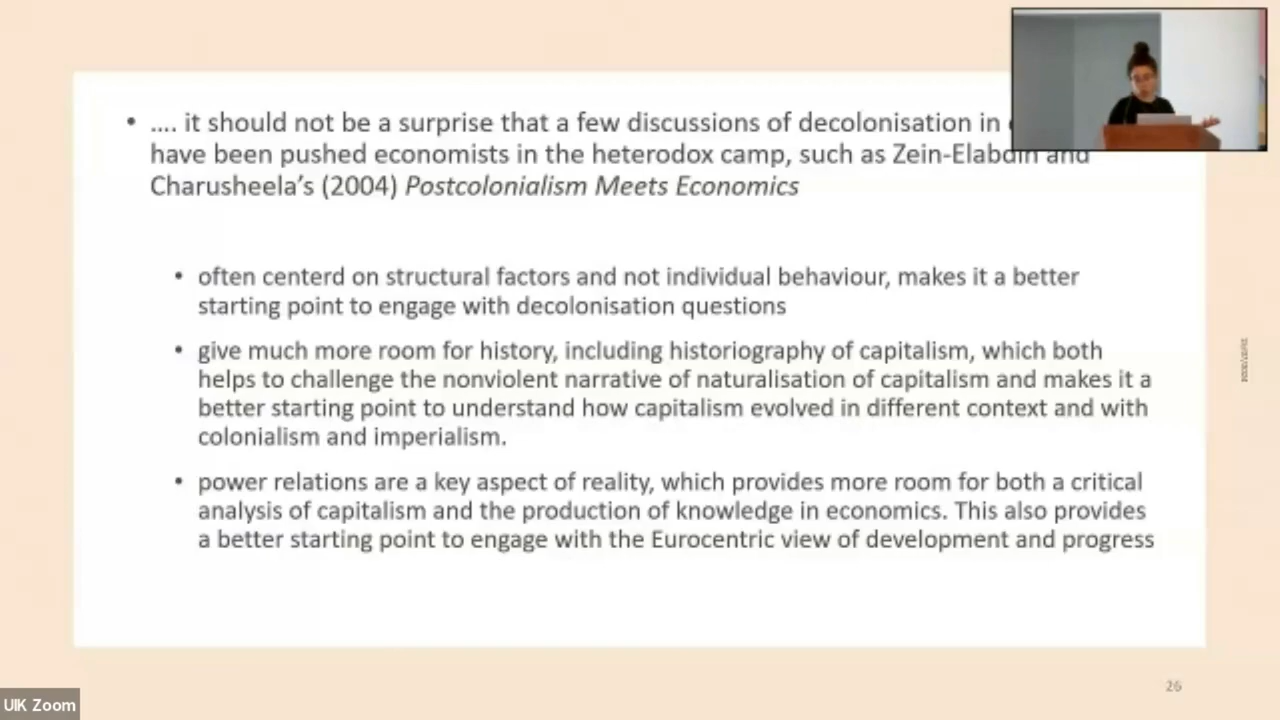 • .... it should not be a surprise that a few discussions of decolonisation in
have been pushed economists in the heterodox camp, such as Zein-Elabdin and
Charusheela's (2004) Postcolonialism Meets Economics
• often centerd on structural factors and not individual behaviour, makes it a better
starting point to engage with decolonisation questions
• give much more room for history, including historiography of capitalism, which both
helps to challenge the nonviolent narrative of naturalisation of capitalism and makes it a
better starting point to understand how capitalism evolved in different context and with
colonialism and imperialism.
• power relations are a key aspect of reality, which provides more room for both a critical
analysis of capitalism and the production of knowledge in economics. This also provides
a better starting point to engage with the Eurocentric view of development and progress
26
UIK Zoom